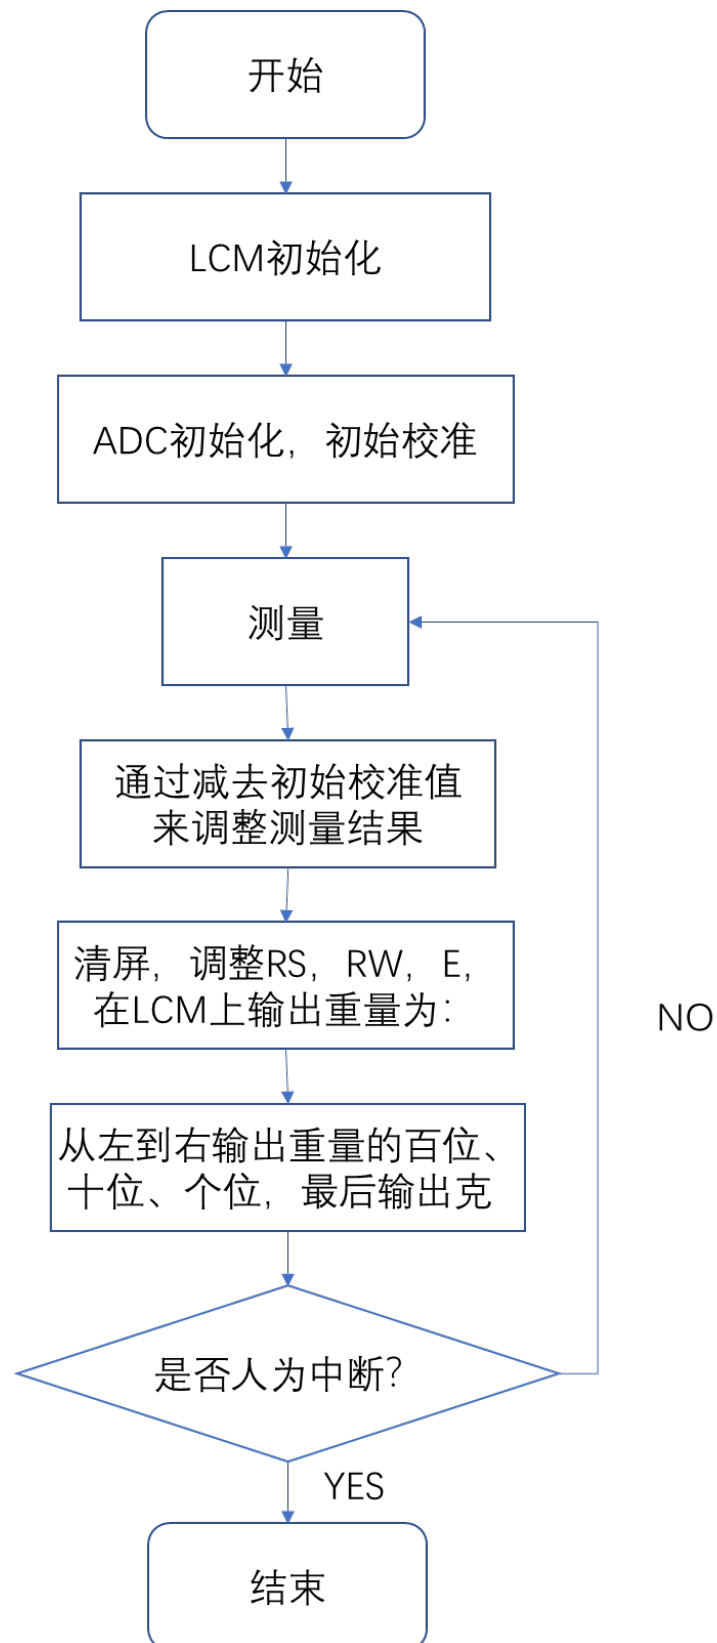 开始
LCM初始化
ADC初始化，初始校准
测量
通过减去初始校准值
来调整测量结果
清屏，调整RS，RW，E，
在LCM上输出重量为：
NO
从左到右输出重量的百位、
十位、个位，最后输出克
是否人为中断？
YES
结束